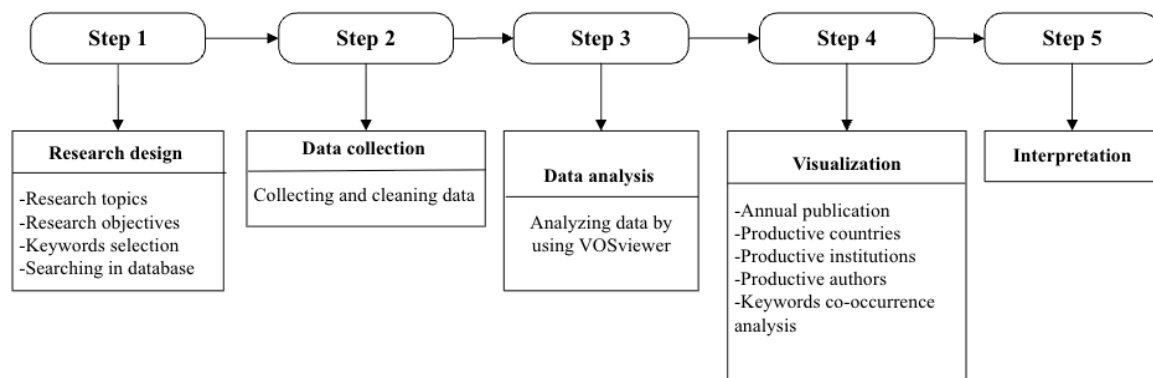 Step 1
Step 2
Step 3
Step 4
Step 5
Research design
-Research topics
-Research objectives
-Keywords selection
-Searching in database
Data collection
Collecting and cleaning data
Data analysis
Analyzing data by
using VOSviewer
Visualization
-Annual publication
-Productive countries
-Productive institutions
-Productive authors
-Keywords co-occurrence
analysis
Interpretation